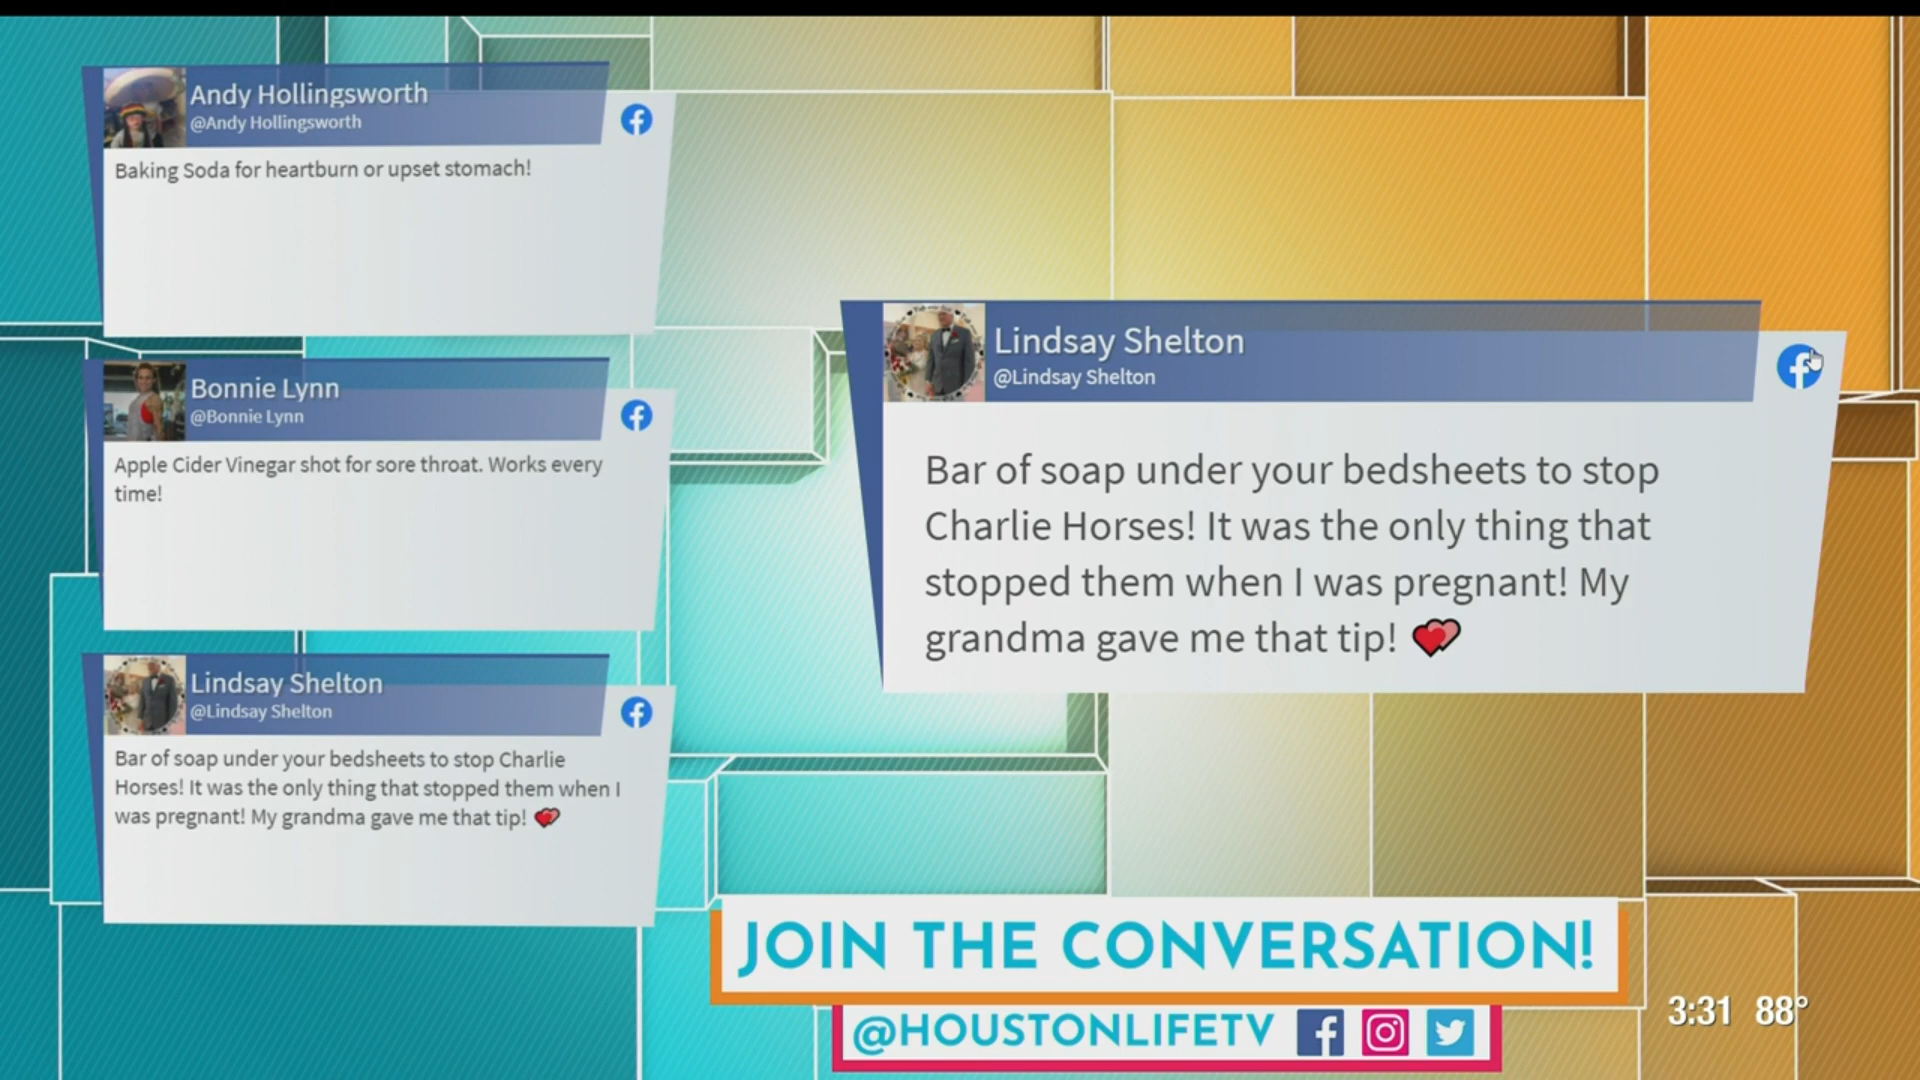 Andy Hollingsworth
@Andy Hollingsworth
Baking Soda for heartburn or upset stomach!
Bonnie Lynn
@Bonnie Lynn
Apple Cider Vinegar shot for sore throat. Works every
time!
Lindsay Shelton
@Lindsay Shelton
Bar of soap under your bedsheets to stop Charlie
Horses! It was the only thing that stopped them when I
was pregnant! My grandma gave me that tip! 💕
Lindsay Shelton
@Lindsay Shelton
Bar of soap under your bedsheets to stop
Charlie Horses! It was the only thing that
stopped them when I was pregnant! My
grandma gave me that tip! 💕
JOIN THE CONVERSATION!
@HOUSTONLIFETV
3:31 88°